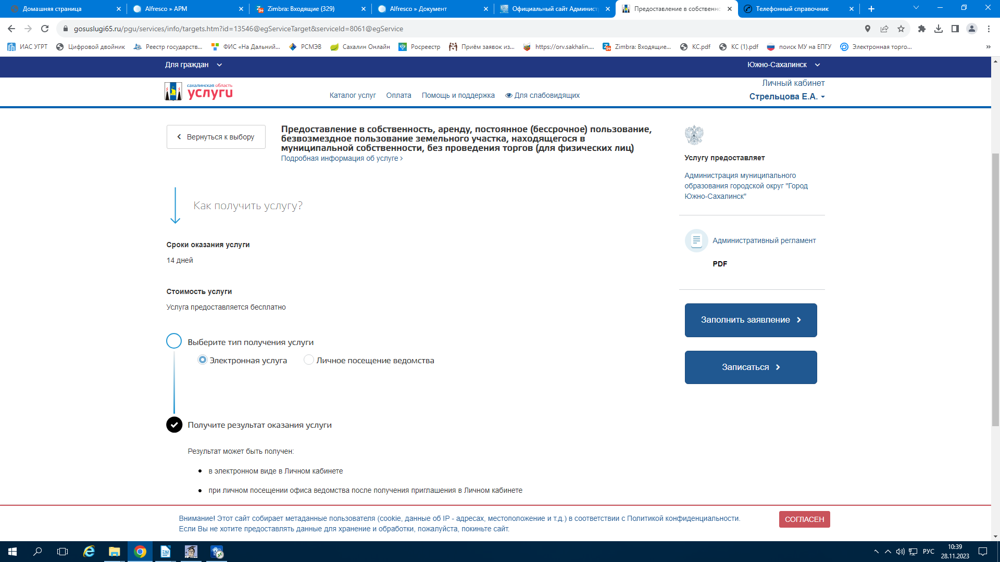 Домашная страница
Alfresco » АРМ
Zimbra: Входящие (329)
Alfresco » Документ
Официальный сайт Админист
Предоставление в собственно
Телефонный справочник
gosuslugi65.ru/pgu/services/info/targets.htm?id=13546@egServiceTarget&serviceId=8061@egService
ИАС УГРТ
Цифровой двойник
Реестр государств...
ФИС «На Дальний...
РСМЭВ
Сахалин Онлайн
Росреестр
Приём заявок из...
https://orv.sakhalin....
Zimbra: Входящие...
КС.pdf
КС (1).pdf
поиск МУ на ЕПГУ
Электронная торго...
»
Для граждан
Южно-Сахалинск
сахалинская область
услуги
Каталог услуг
Оплата
Помощь и поддержка
Для слабовидящих
Личный кабинет
Стрельцова Е.А.
Вернуться к выбору
Предоставление в собственность, аренду, постоянное (бессрочное) пользование,
безвозмездное пользование земельного участка, находящегося в
муниципальной собственности, без проведения торгов (для физических лиц)
Подробная информация об услуге
Услугу предоставляет
Администрация муниципального
образования городской округ "Город
Южно-Сахалинск"
Как получить услугу?
Сроки оказания услуги
14 дней
Административный регламент
PDF
Стоимость услуги
Услуга предоставляется бесплатно
Заполнить заявление
Записаться
Выберите тип получения услуги
Электронная услуга
Личное посещение ведомства
Получите результат оказания услуги
Результат может быть получен:
в электронном виде в Личном кабинете
при личном посещении офиса ведомства после получения приглашения в Личном кабинете
Внимание! Этот сайт собирает метаданные пользователя (cookie, данные об IP - адресах, местоположение и т.д.) в соответствии с Политикой конфиденциальности.
Если Вы не хотите предоставлять данные для хранение и обработки, пожалуйста, покиньте сайт.
СОГЛАСЕН
РУС
10:39
28.11.2023